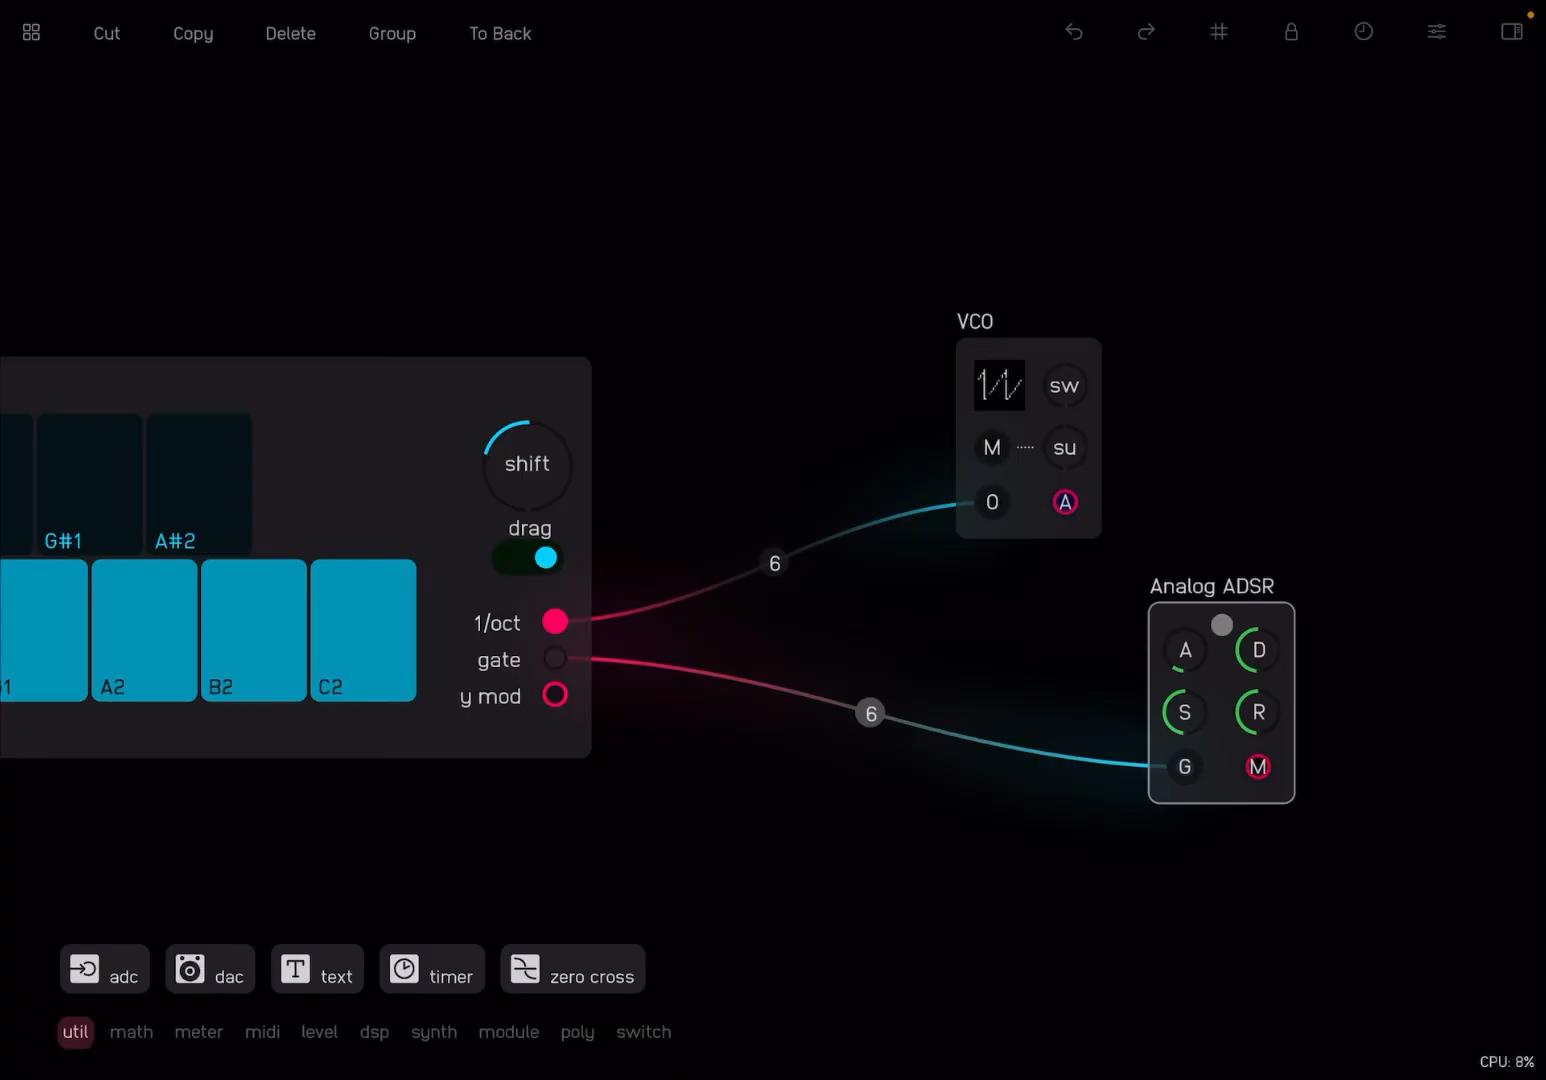 Cut Copy Delete Group To Back
VCO
sw
M su
O A
shift
drag
G#1 A#2
6
Analog ADSR
1/oct
gate
y mod
A D
S R
G M
6
1 A2 B2 C2
adc dac text timer zero cross
util math meter midi level dsp synth module poly switch
CPU: 8%